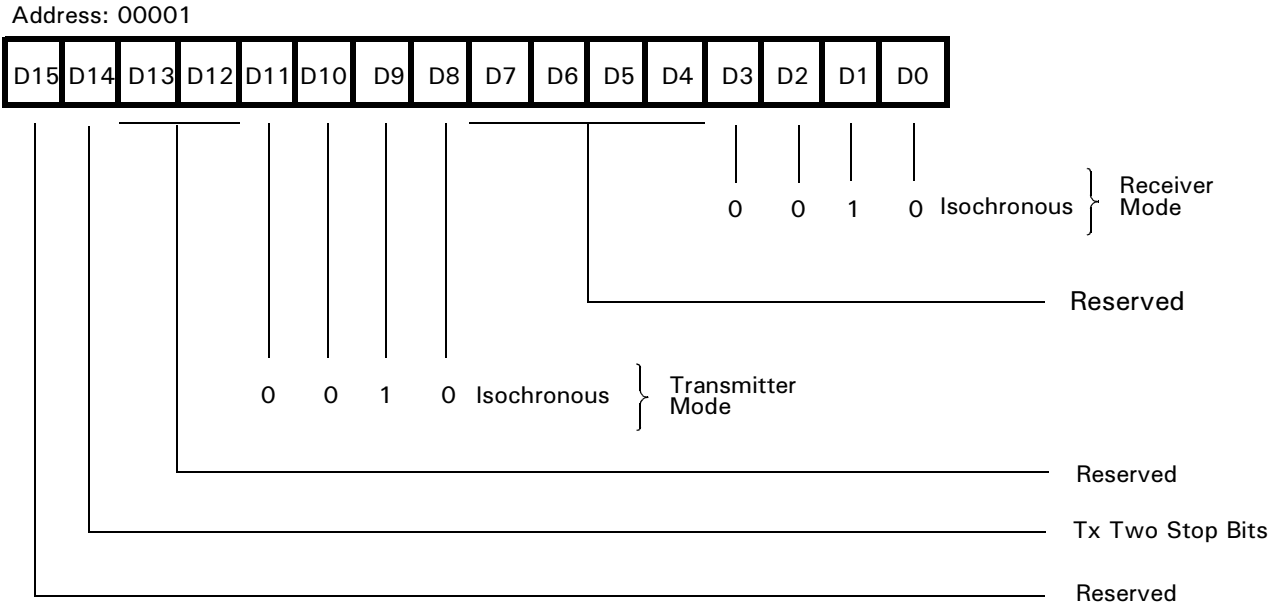 Address: 00001
D15 D14 D13 D12 D11 D10 D9 D8 D7 D6 D5 D4 D3 D2 D1 D0
0 0 1 0 Isochronous
Receiver
Mode
Reserved
0 0 1 0 Isochronous
Transmitter
Mode
Reserved
Tx Two Stop Bits
Reserved